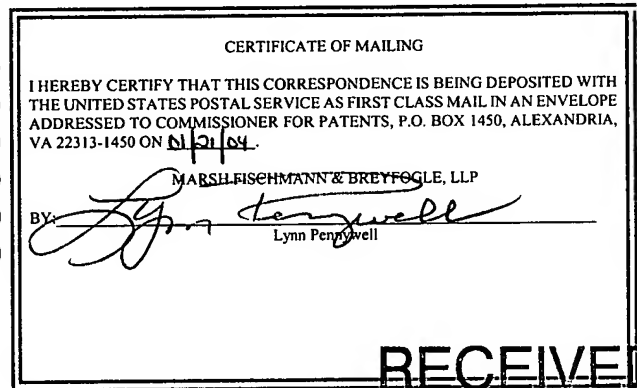 CERTIFICATE OF MAILING
I HEREBY CERTIFY THAT THIS CORRESPONDENCE IS BEING DEPOSITED WITH
THE UNITED STATES POSTAL SERVICE AS FIRST CLASS MAIL IN AN ENVELOPE
ADDRESSED TO COMMISSIONER FOR PATENTS, P.O. BOX 1450, ALEXANDRIA,
VA 22313-1450 ON 01/21/04.
MARSH FISCHMANN & BREYFOGLE, LLP
BY: Lynn Pennywell
Lynn Pennywell
RECEIVED